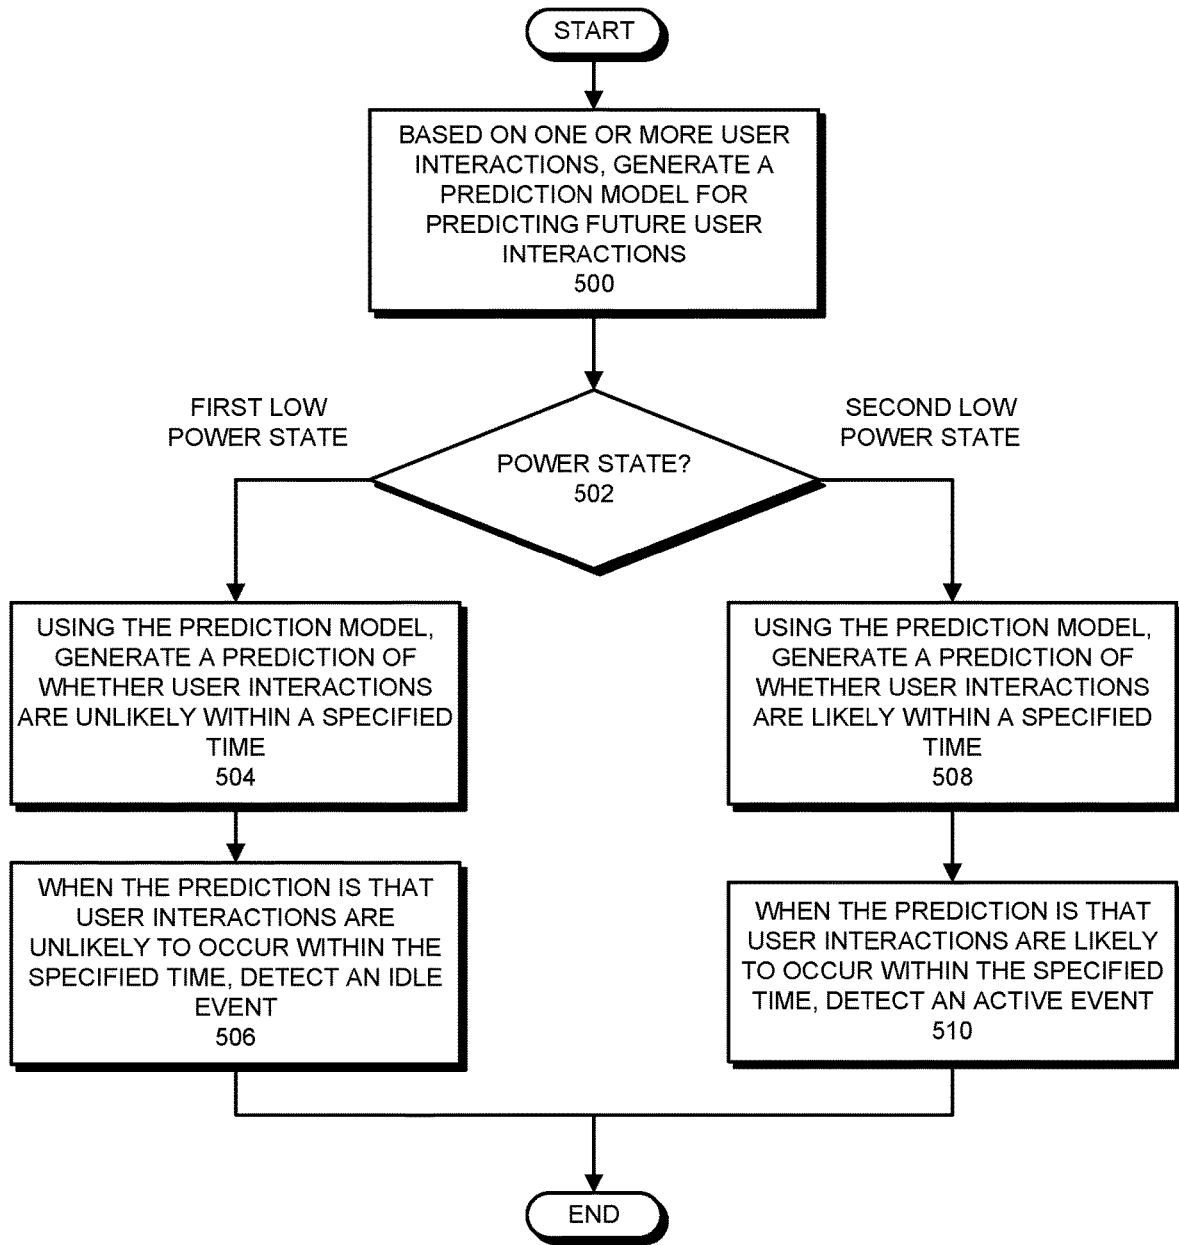 START
BASED ON ONE OR MORE USER
INTERACTIONS, GENERATE A
PREDICTION MODEL FOR
PREDICTING FUTURE USER
INTERACTIONS
500
FIRST LOW
POWER STATE
SECOND LOW
POWER STATE
POWER STATE?
502
USING THE PREDICTION MODEL,
GENERATE A PREDICTION OF
WHETHER USER INTERACTIONS
ARE UNLIKELY WITHIN A SPECIFIED
TIME
504
USING THE PREDICTION MODEL,
GENERATE A PREDICTION OF
WHETHER USER INTERACTIONS
ARE LIKELY WITHIN A SPECIFIED
TIME
508
WHEN THE PREDICTION IS THAT
USER INTERACTIONS ARE
UNLIKELY TO OCCUR WITHIN THE
SPECIFIED TIME, DETECT AN IDLE
EVENT
506
WHEN THE PREDICTION IS THAT
USER INTERACTIONS ARE LIKELY
TO OCCUR WITHIN THE SPECIFIED
TIME, DETECT AN ACTIVE EVENT
510
END